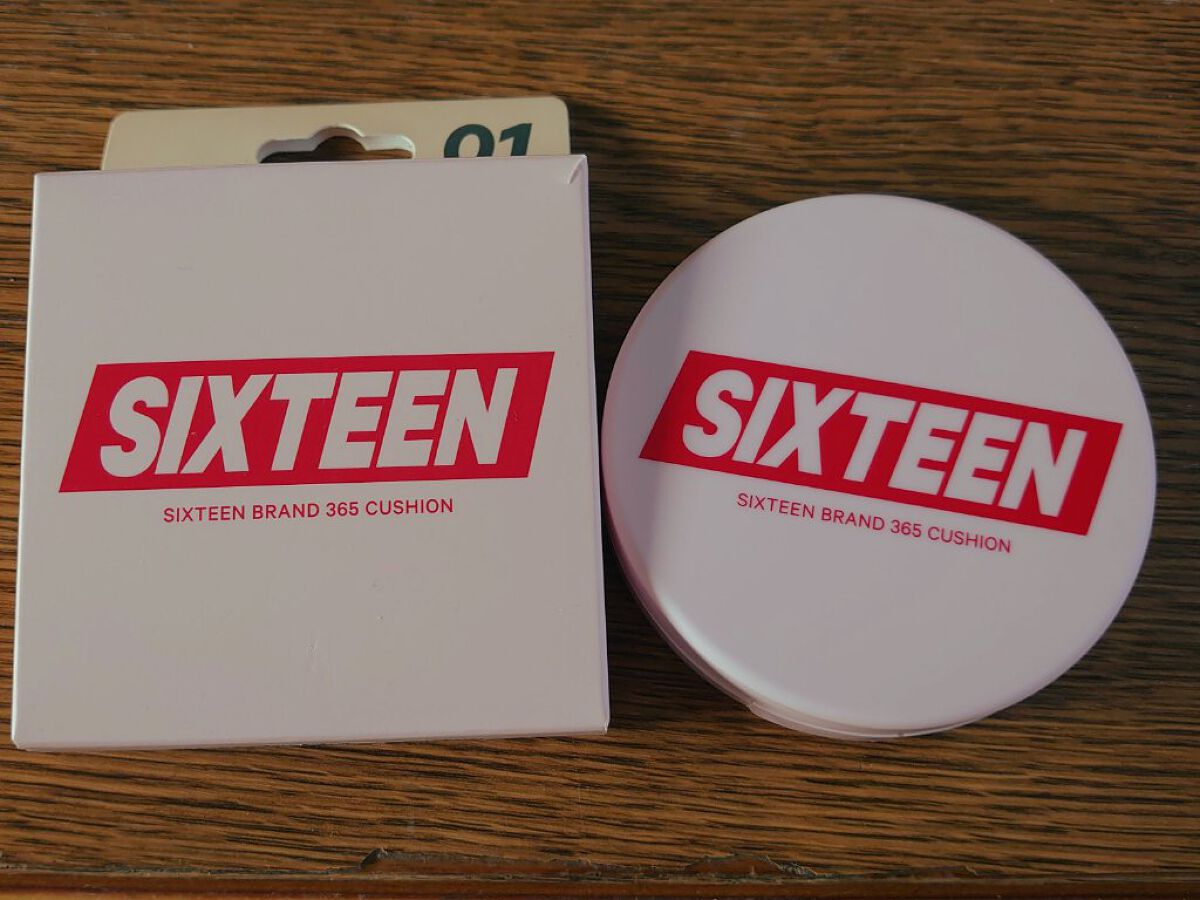 01
SIXTEEN
SIXTEEN BRAND 365 CUSHION
SIXTEEN
SIXTEEN BRAND 365 CUSHION